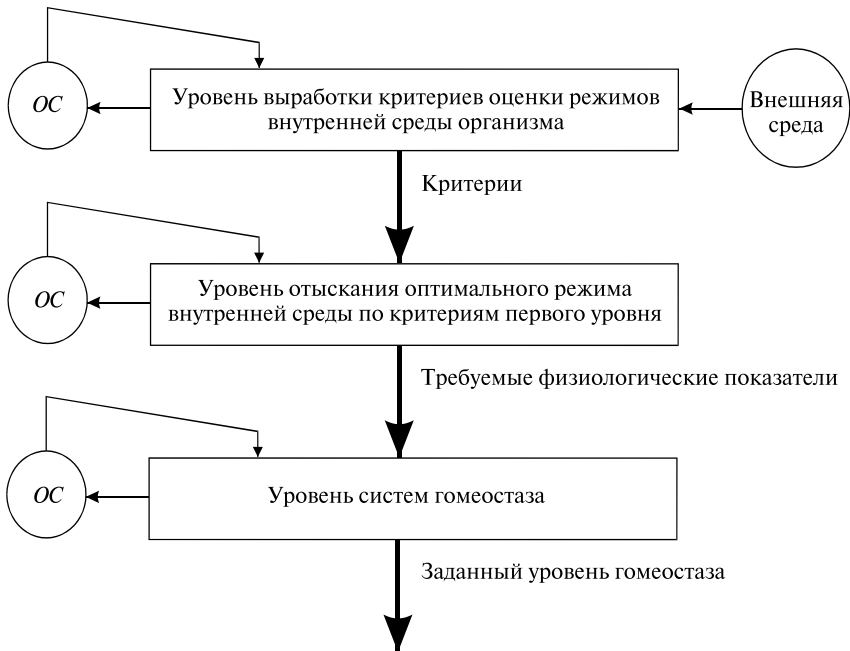 ОС
Уровень выработки критериев оценки режимов
внутренней среды организма
Внешняя
среда
Критерии
ОС
Уровень отыскания оптимального режима
внутренней среды по критериям первого уровня
Требуемые физиологические показатели
ОС
Уровень систем гомеостаза
Заданный уровень гомеостаза